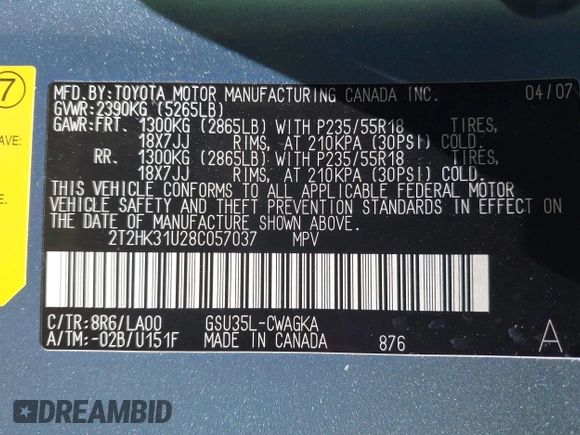 7
AVE:
MFD.BY:TOYOTA MOTOR MANUFACTURING CANADA INC. 04/07
GVWR:2390KG (5265LB)
GAWR:FRT. 1300KG (2865LB) WITH P235/55R18 TIRES,
18X7JJ RIMS, AT 210KPA (30PSI) COLD.
RR. 1300KG (2865LB) WITH P235/55R18 TIRES,
18X7JJ RIMS, AT 210KPA (30PSI) COLD.
THIS VEHICLE CONFORMS TO ALL APPLICABLE FEDERAL MOTOR
VEHICLE SAFETY AND THEFT PREVENTION STANDARDS IN EFFECT ON
THE DATE OF MANUFACTURE SHOWN ABOVE.
2T2HK31U28C057037 MPV
C/TR:8R6/LA00 GSU35L-CWAGKA
A/TM:-02B/U151F MADE IN CANADA 876 A
DREAMBID